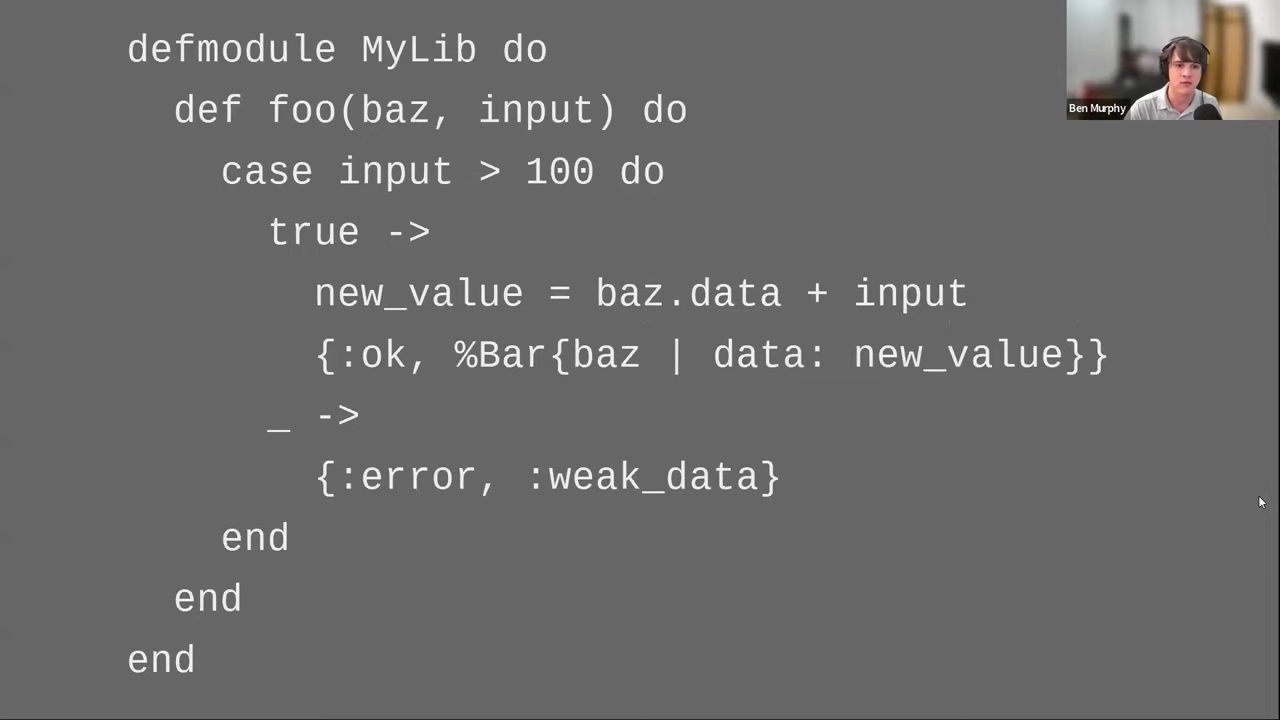 defmodule MyLib do
def foo(baz, input) do
case input > 100 do
true ->
new_value = baz.data + input
{:ok, %Bar{baz | data: new_value}}
_ ->
{:error, :weak_data}
end
end
end
Ben Murphy